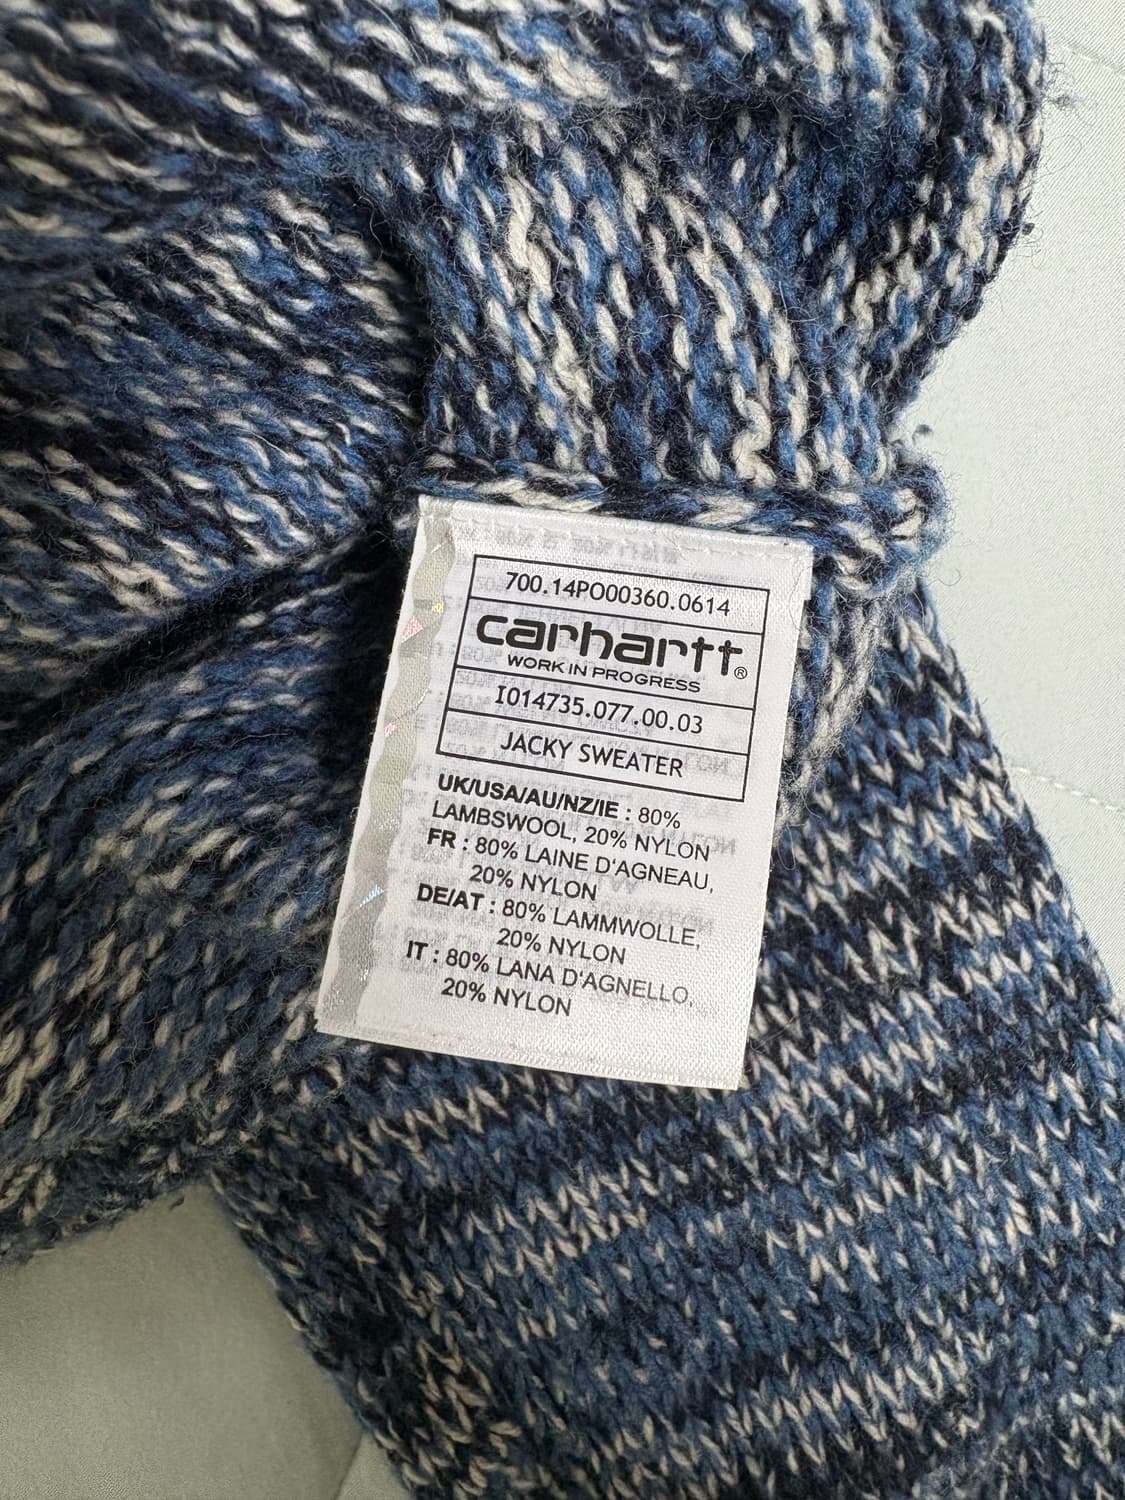 700.14PO00360.0614
carhartt®
WORK IN PROGRESS
I014735.077.00.03
JACKY SWEATER
UK/USA/AU/NZ/IE : 80%
LAMBSWOOL, 20% NYLON
FR : 80% LAINE D'AGNEAU,
20% NYLON
DE/AT : 80% LAMMWOLLE,
20% NYLON
IT : 80% LANA D'AGNELLO,
20% NYLON